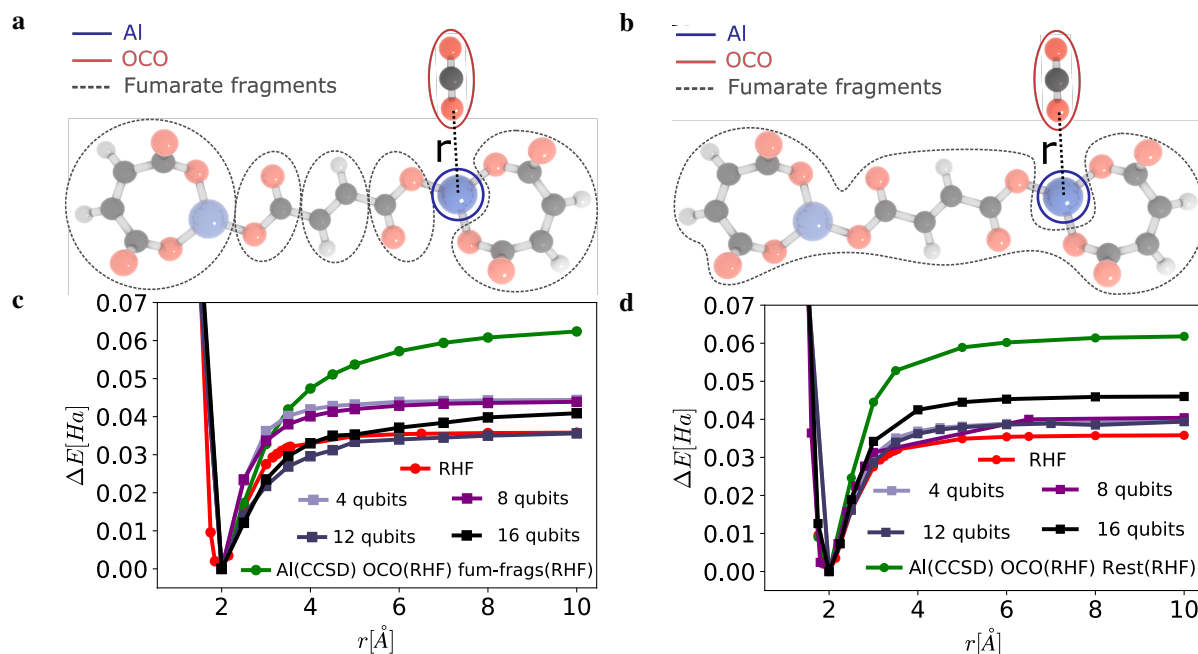 a
Al
OCO
Fumarate fragments
r
b
Al
OCO
Fumarate fragments
r
c
0.07
0.06
0.05
0.04
0.03
0.02
0.01
0.00
ΔE[Ha]
RHF
4 qubits
8 qubits
12 qubits
16 qubits
Al(CCSD) OCO(RHF) fum-frags(RHF)
2 4 6 8 10
r[Å]
d
0.07
0.06
0.05
0.04
0.03
0.02
0.01
0.00
ΔE[Ha]
RHF
4 qubits
8 qubits
12 qubits
16 qubits
Al(CCSD) OCO(RHF) Rest(RHF)
2 4 6 8 10
r[Å]